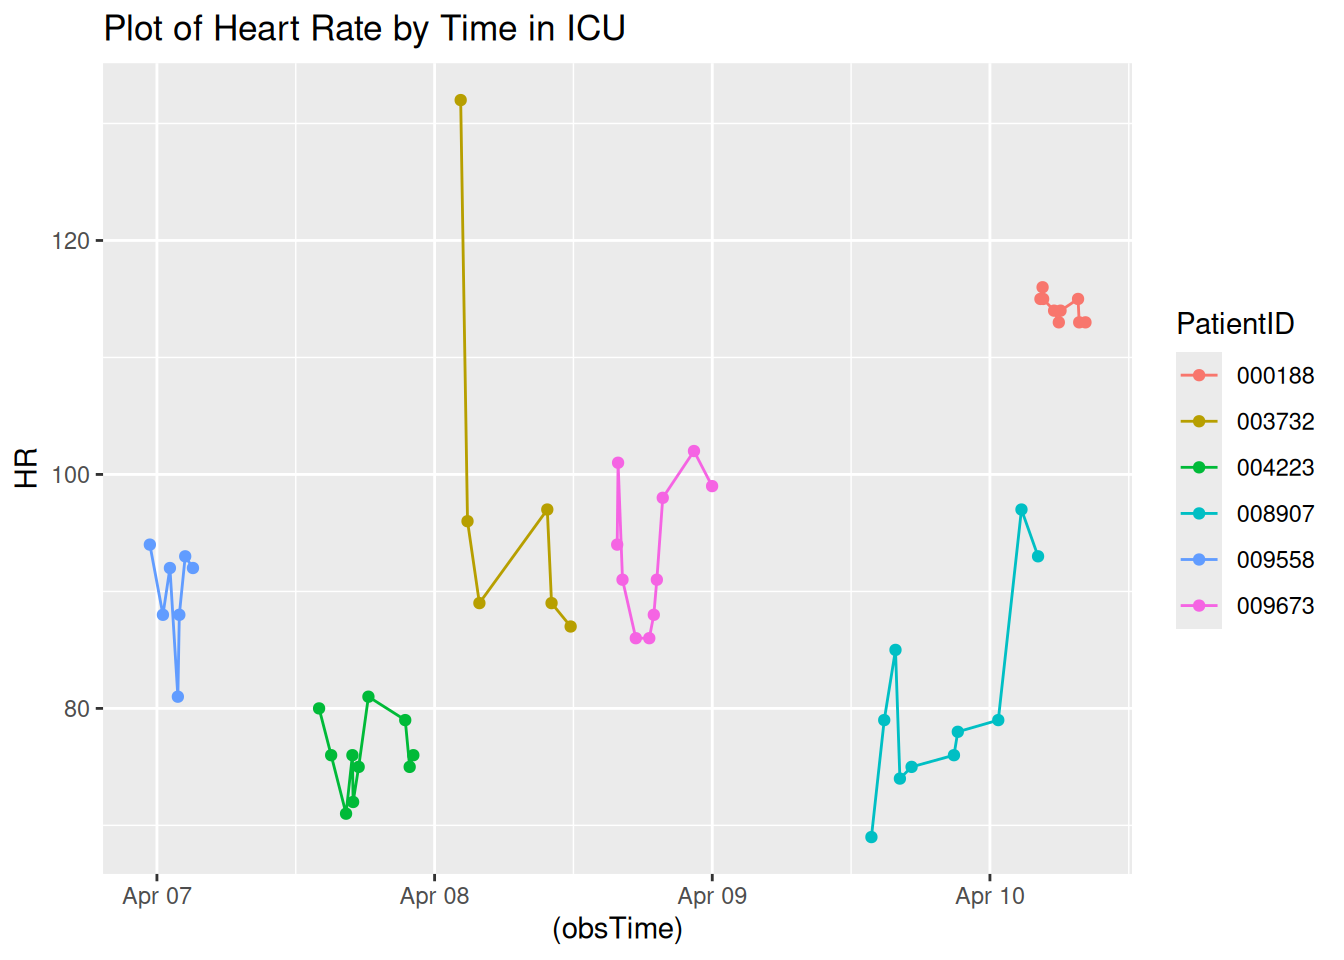 Plot of Heart Rate by Time in ICU
HR
120
100
80
Apr 07
Apr 08
Apr 09
Apr 10
(obsTime)
PatientID
000188
003732
004223
008907
009558
009673